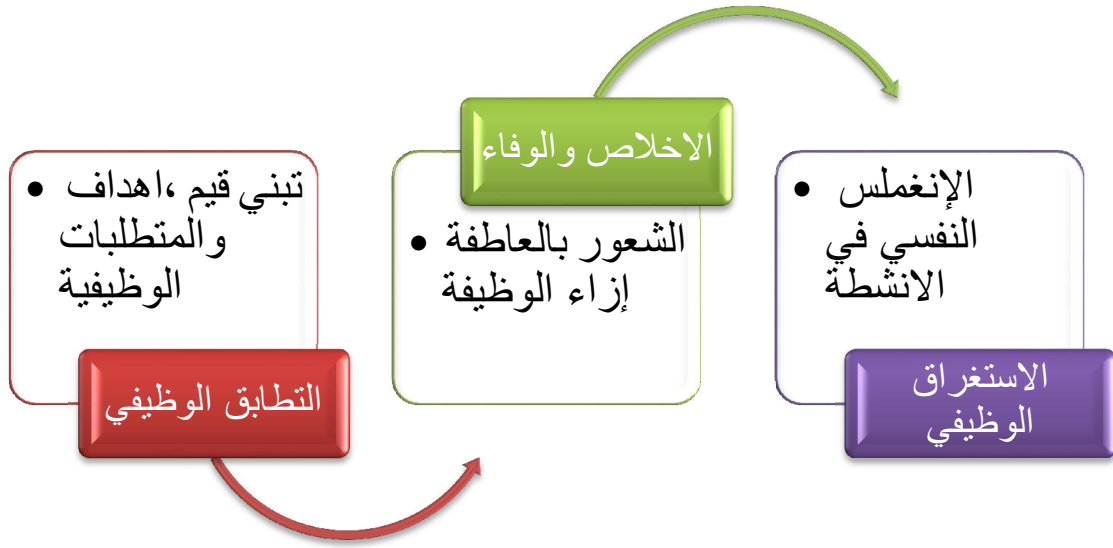 • تبني قيم ،اهداف
والمتطلبات
الوظيفية
التطابق الوظيفي
الاخلاص والوفاء
• الشعور بالعاطفة
إزاء الوظيفة
• الإنغملس
النفسي في
الانشطة
الاستغراق
الوظيفي